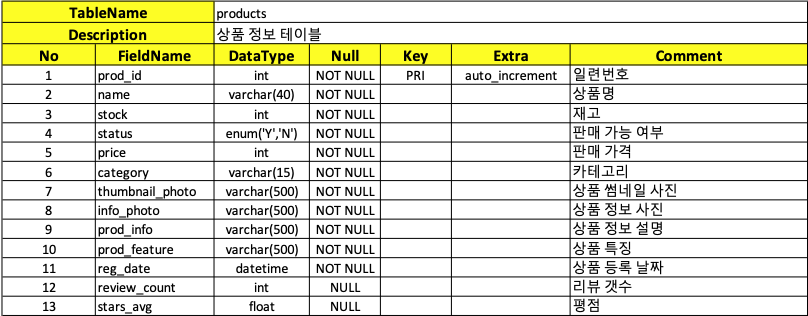 TableName products
Description 상품 정보 테이블
No FieldName DataType Null Key Extra Comment
1 prod_id int NOT NULL PRI auto_increment 일련번호
2 name varchar(40) NOT NULL 상품명
3 stock int NOT NULL 재고
4 status enum('Y','N') NOT NULL 판매 가능 여부
5 price int NOT NULL 판매 가격
6 category varchar(15) NOT NULL 카테고리
7 thumbnail_photo varchar(500) NOT NULL 상품 썸네일 사진
8 info_photo varchar(500) NOT NULL 상품 정보 사진
9 prod_info varchar(500) NOT NULL 상품 정보 설명
10 prod_feature varchar(500) NOT NULL 상품 특징
11 reg_date datetime NOT NULL 상품 등록 날짜
12 review_count int NULL 리뷰 갯수
13 stars_avg float NULL 평점